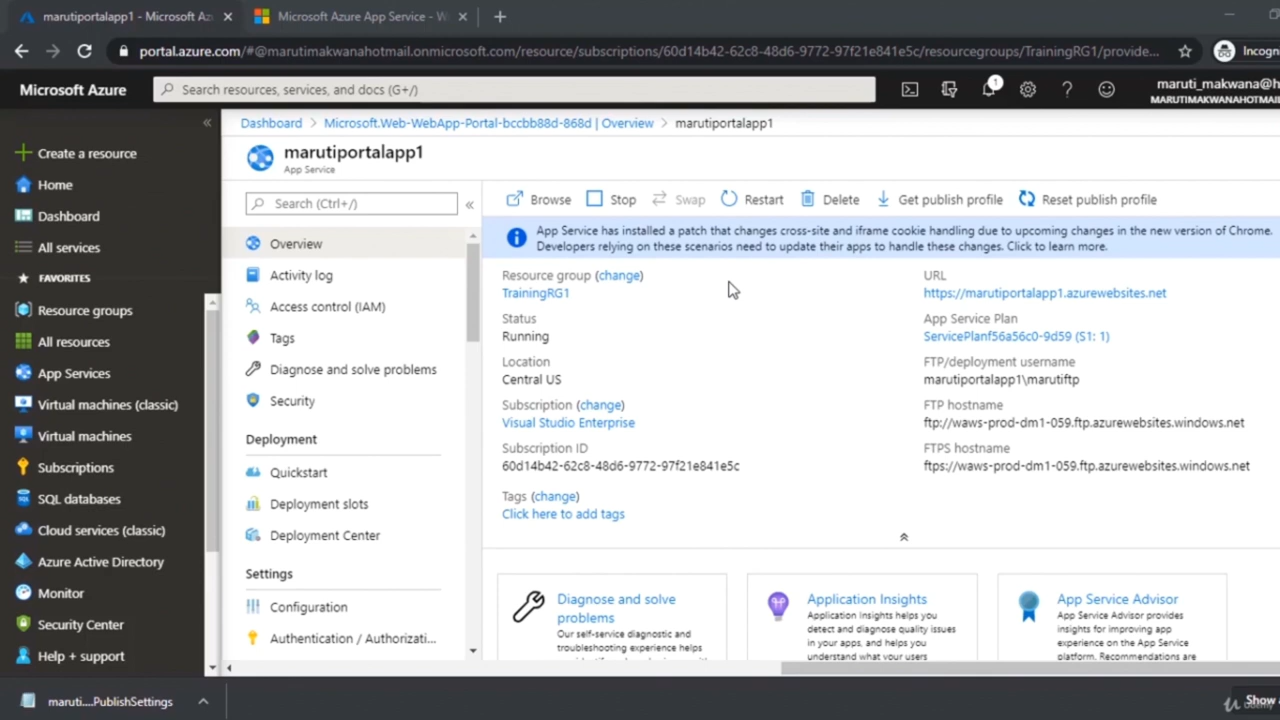 marutiportalapp1 - Microsoft Az
Microsoft Azure App Service - W
portal.azure.com/#@marutimakwanahotmail.onmicrosoft.com/resource/subscriptions/60d14b42-62c8-48d6-9772-97f21e841e5c/resourcegroups/TrainingRG1/provide...
Incogn
Microsoft Azure
Search resources, services, and docs (G+/)
1
maruti_makwana@h
MARUTIMAKWANAHOTMAIL
Create a resource
Home
Dashboard
All services
FAVORITES
Resource groups
All resources
App Services
Virtual machines (classic)
Virtual machines
Subscriptions
SQL databases
Cloud services (classic)
Azure Active Directory
Monitor
Security Center
Help + support
Dashboard > Microsoft.Web-WebApp-Portal-bccbb88d-868d | Overview > marutiportalapp1
marutiportalapp1
App Service
Search (Ctrl+/)
Overview
Activity log
Access control (IAM)
Tags
Diagnose and solve problems
Security
Deployment
Quickstart
Deployment slots
Deployment Center
Settings
Configuration
Authentication / Authorizati...
Browse Stop Swap Restart Delete Get publish profile Reset publish profile
App Service has installed a patch that changes cross-site and iframe cookie handling due to upcoming changes in the new version of Chrome.
Developers relying on these scenarios need to update their apps to handle these changes. Click to learn more.
Resource group (change)
TrainingRG1
Status
Running
Location
Central US
Subscription (change)
Visual Studio Enterprise
Subscription ID
60d14b42-62c8-48d6-9772-97f21e841e5c
Tags (change)
Click here to add tags
URL
https://marutiportalapp1.azurewebsites.net
App Service Plan
ServicePlanf56a56c0-9d59 (S1: 1)
FTP/deployment username
marutiportalapp1\marutiftp
FTP hostname
ftp://waws-prod-dm1-059.ftp.azurewebsites.windows.net
FTPS hostname
ftps://waws-prod-dm1-059.ftp.azurewebsites.windows.net
Diagnose and solve
problems
Our self-service diagnostic and
troubleshooting experience helps
Application Insights
Application Insights helps you
detect and diagnose quality issues
in your apps, and helps you
understand what your users
App Service Advisor
App Service Advisor provides
insights for improving app
experience on the App Service
platform. Recommendations are
maruti....PublishSettings
Show a